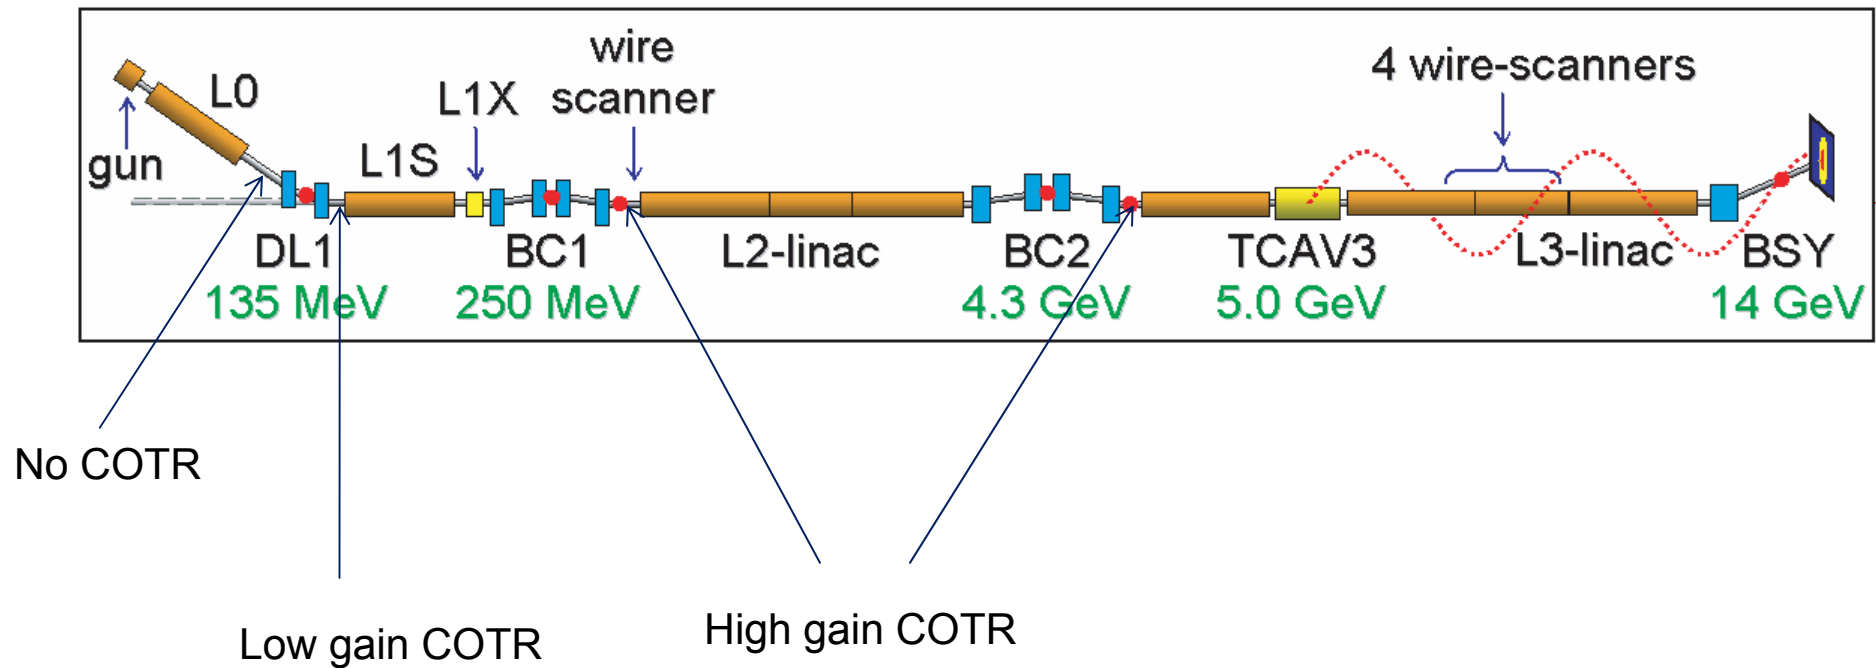 wire
scanner
4 wire-scanners
L0
L1X
gun
L1S
DL1
BC1
L2-linac
BC2
TCAV3
L3-linac
BSY
135 MeV
250 MeV
4.3 GeV
5.0 GeV
14 GeV
No COTR
Low gain COTR
High gain COTR